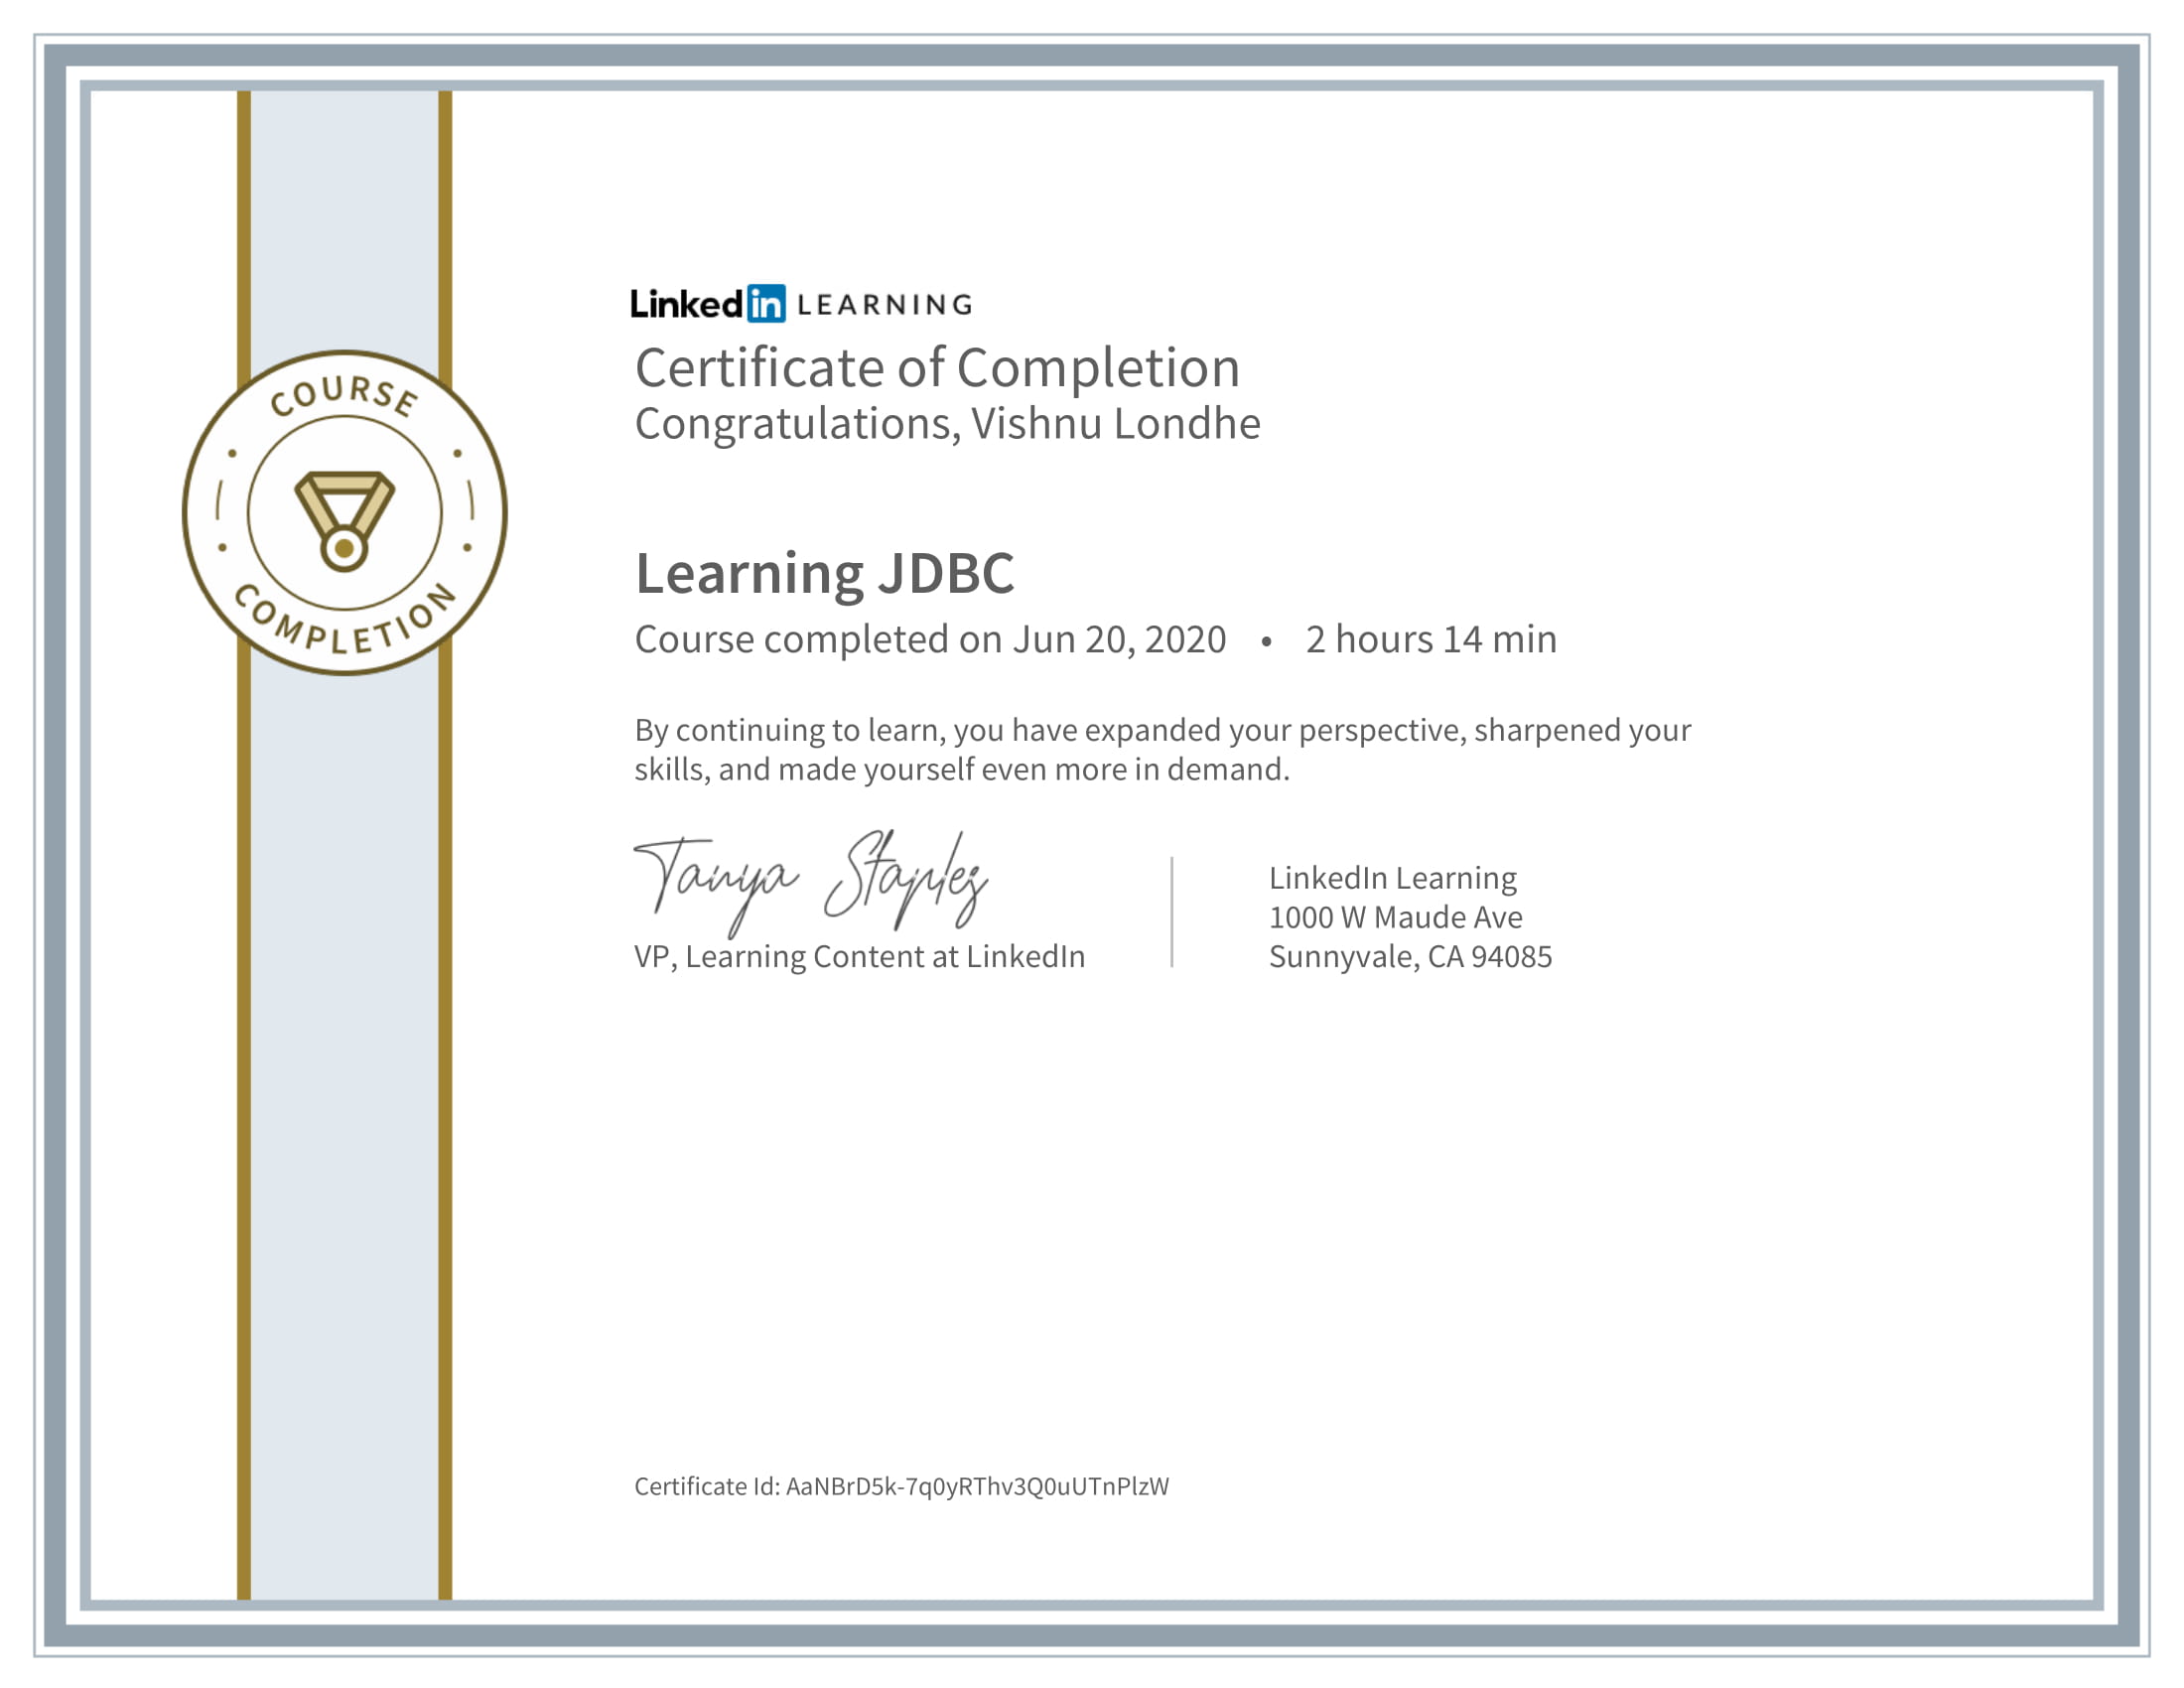 COURSE
COMPLETION
Linked in LEARNING
Certificate of Completion
Congratulations, Vishnu Londhe
Learning JDBC
Course completed on Jun 20, 2020 • 2 hours 14 min
By continuing to learn, you have expanded your perspective, sharpened your
skills, and made yourself even more in demand.
Tanya Staples
VP, Learning Content at LinkedIn
LinkedIn Learning
1000 W Maude Ave
Sunnyvale, CA 94085
Certificate Id: AaNBrD5k-7q0yRThv3Q0uUTnPlzW